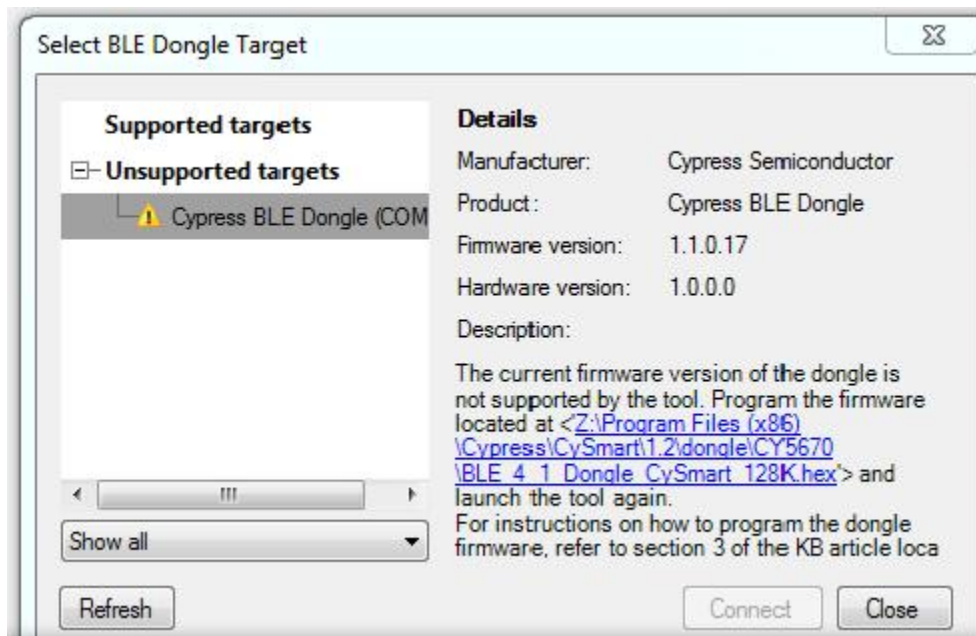 Select BLE Dongle Target
Supported targets
Unsupported targets
Cypress BLE Dongle (COM
Show all
Refresh
Details
Manufacturer: Cypress Semiconductor
Product: Cypress BLE Dongle
Firmware version: 1.1.0.17
Hardware version: 1.0.0.0
Description:
The current firmware version of the dongle is
not supported by the tool. Program the firmware
located at <'Z:\Program Files (x86)
\Cypress\CySmart\1.2\dongle\CY5670
\BLE_4_1_Dongle_CySmart_128K.hex'> and
launch the tool again.
For instructions on how to program the dongle
firmware, refer to section 3 of the KB article loca
Connect
Close